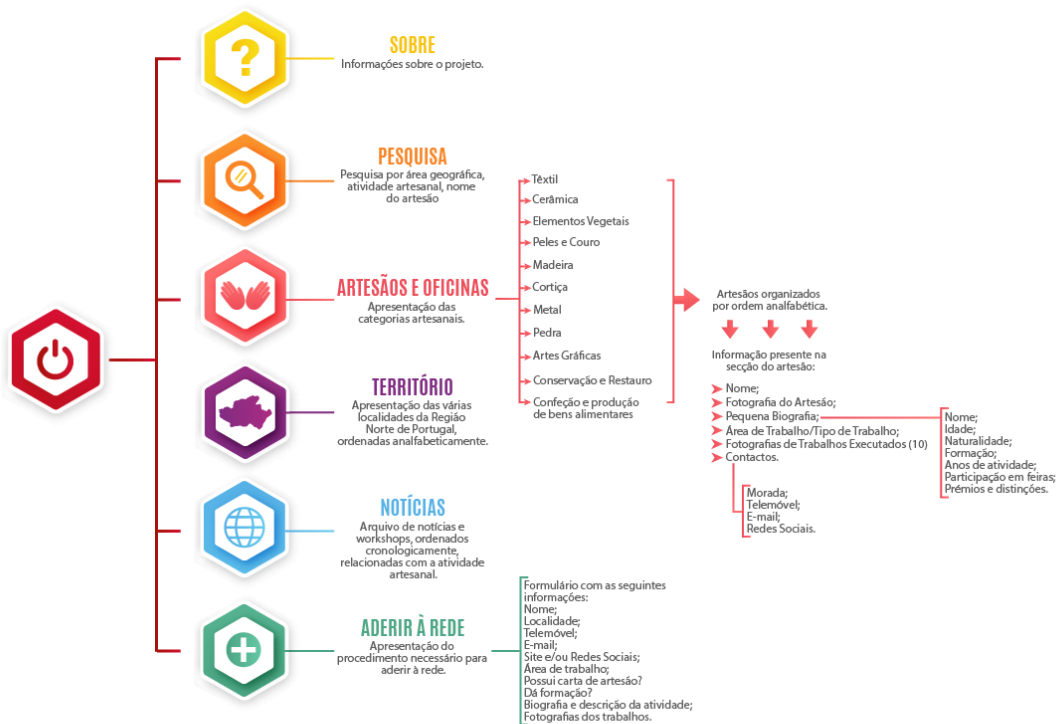 ?
SOBRE
Informações sobre o projeto.
PESQUISA
Pesquisa por área geográfica,
atividade artesanal, nome
do artesão
ARTESÃOS E OFICINAS
Apresentação das
categorias artesanais.
Têxtil
Cerâmica
Elementos Vegetais
Peles e Couro
Madeira
Cortiça
Metal
Pedra
Artes Gráficas
Conservação e Restauro
Confeção e produção
de bens alimentares
Artesãos organizados
por ordem analfabética.
Informação presente na
secção do artesão:
Nome;
Fotografia do Artesão;
Pequena Biografia;
Área de Trabalho/Tipo de Trabalho;
Fotografias de Trabalhos Executados (10)
Contactos.
Nome;
Idade;
Naturalidade;
Formação;
Anos de atividade;
Participação em feiras;
Prémios e distinções.
Morada;
Telemóvel;
E-mail;
Redes Sociais.
TERRITÓRIO
Apresentação das várias
localidades da Região
Norte de Portugal,
ordenadas analfabeticamente.
NOTÍCIAS
Arquivo de notícias e
workshops, ordenados
cronologicamente,
relacionadas com a atividade
artesanal.
ADERIR À REDE
Apresentação do
procedimento necessário para
aderir à rede.
Formulário com as seguintes
informações:
Nome;
Localidade;
Telemóvel;
E-mail;
Site e/ou Redes Sociais;
Área de trabalho;
Possui carta de artesão?
Dá formação?
Biografia e descrição da atividade;
Fotografias dos trabalhos.